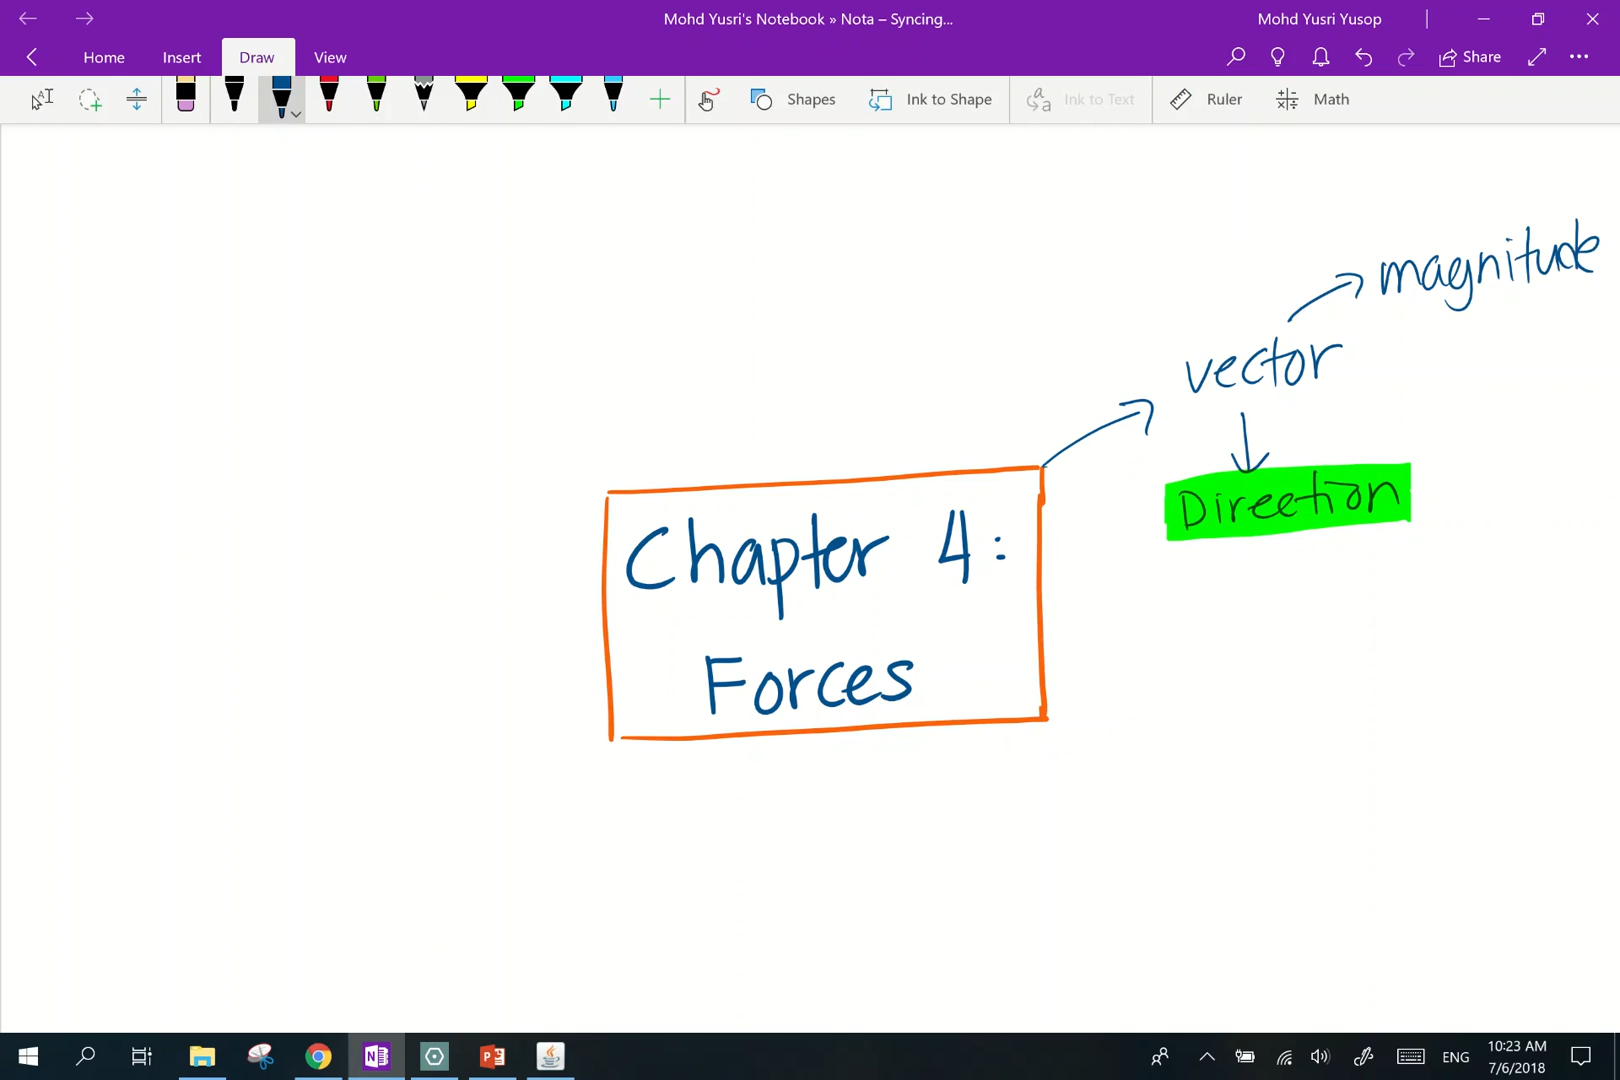 Mohd Yusri's Notebook » Nota – Syncing...
Mohd Yusri Yusop
Home Insert Draw View
Share
Shapes Ink to Shape Ink to Text Ruler Math
magnitude
vector
Direction
Chapter 4:
Forces
ENG
10:23 AM
7/6/2018